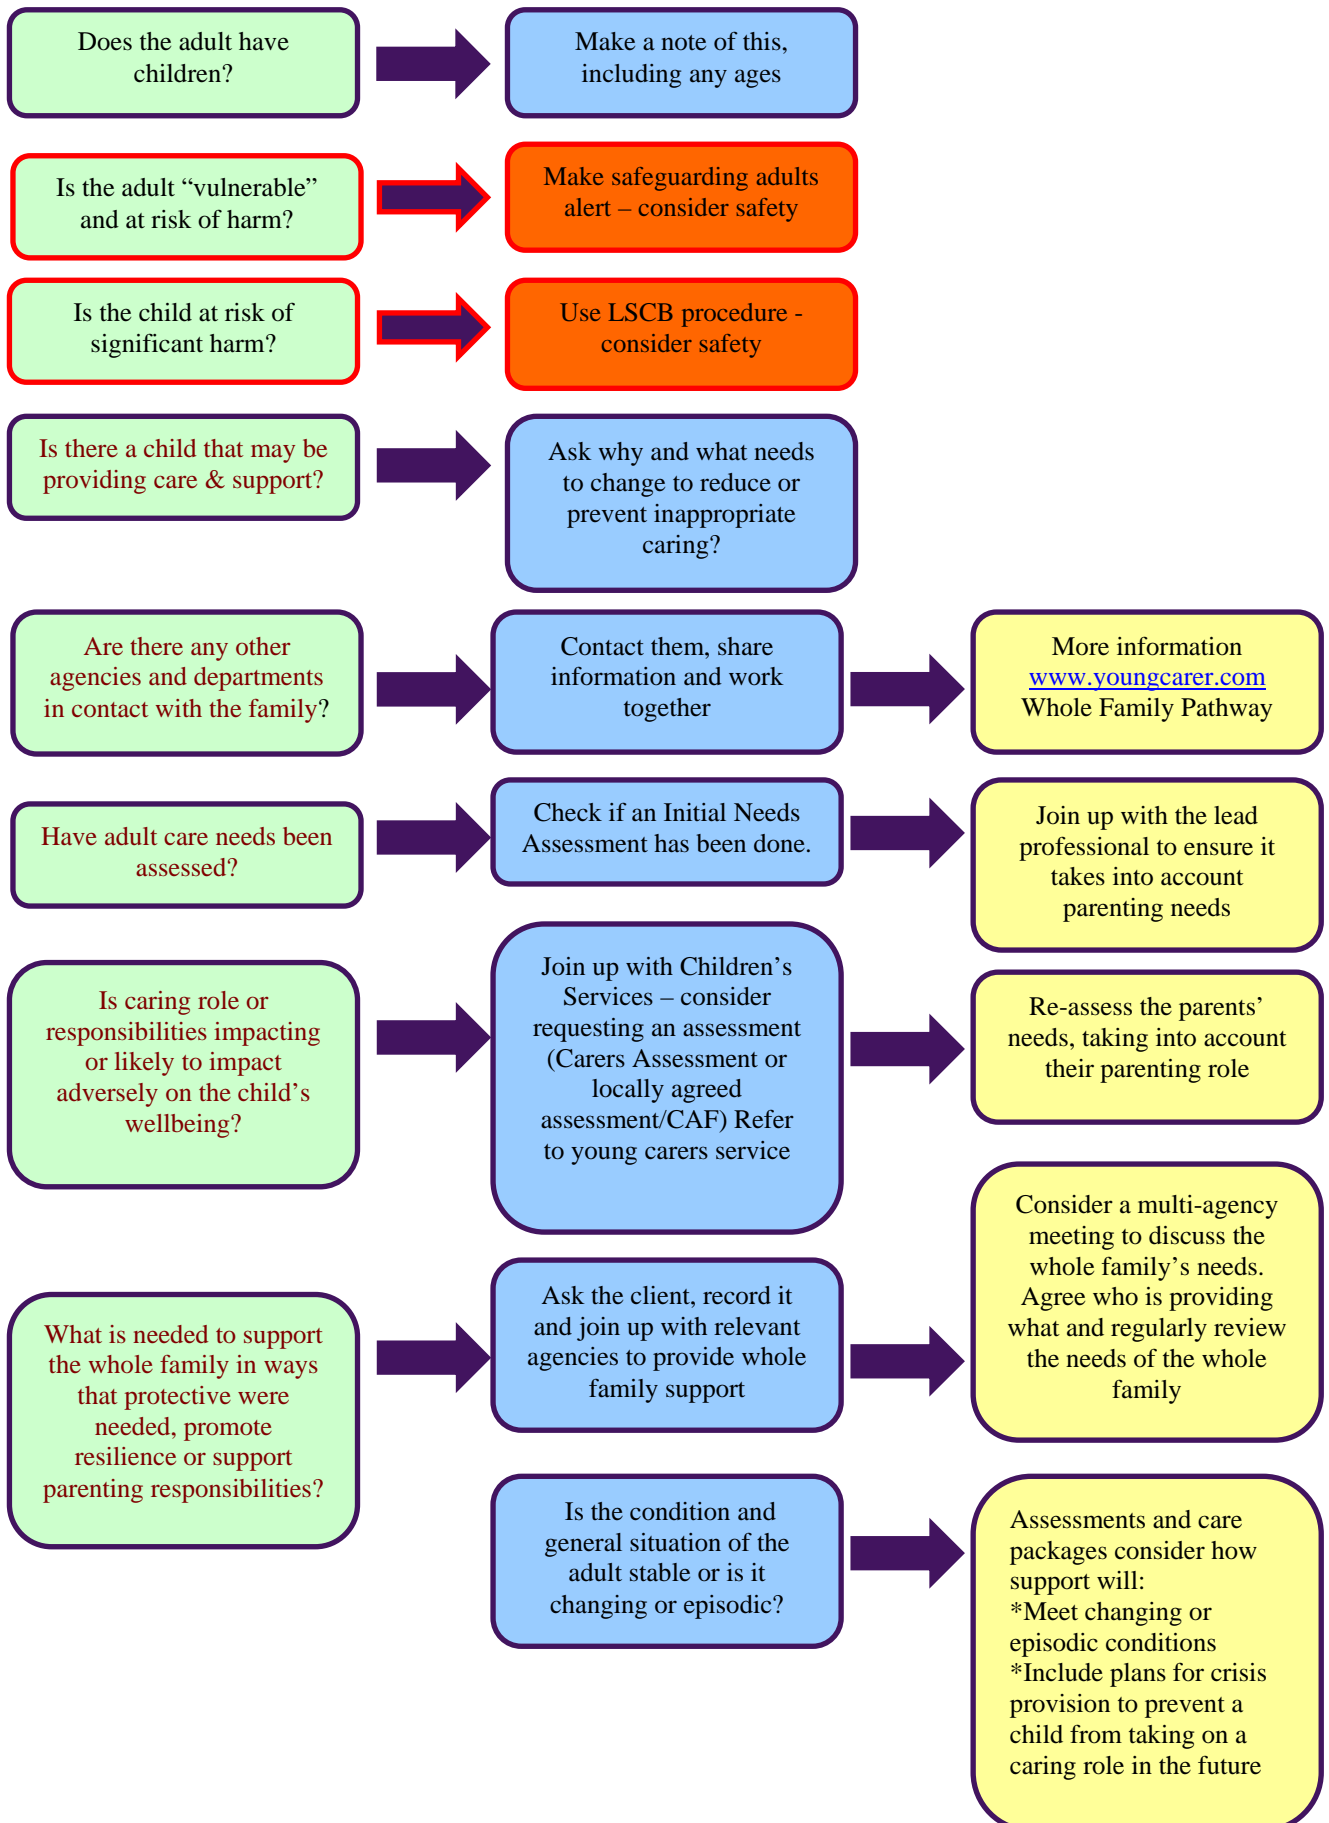 Does the adult have
children?
Make a note of this,
including any ages
Is the adult “vulnerable”
and at risk of harm?
Make safeguarding adults
alert – consider safety
Is the child at risk of
significant harm?
Use LSCB procedure -
consider safety
Is there a child that may be
providing care & support?
Ask why and what needs
to change to reduce or
prevent inappropriate
caring?
Are there any other
agencies and departments
in contact with the family?
Contact them, share
information and work
together
More information
www.youngcarer.com
Whole Family Pathway
Have adult care needs been
assessed?
Check if an Initial Needs
Assessment has been done.
Join up with the lead
professional to ensure it
takes into account
parenting needs
Is caring role or
responsibilities impacting
or likely to impact
adversely on the child’s
wellbeing?
Join up with Children’s
Services – consider
requesting an assessment
(Carers Assessment or
locally agreed
assessment/CAF) Refer
to young carers service
Re-assess the parents’
needs, taking into account
their parenting role
What is needed to support
the whole family in ways
that protective were
needed, promote
resilience or support
parenting responsibilities?
Ask the client, record it
and join up with relevant
agencies to provide whole
family support
Consider a multi-agency
meeting to discuss the
whole family’s needs.
Agree who is providing
what and regularly review
the needs of the whole
family
Is the condition and
general situation of the
adult stable or is it
changing or episodic?
Assessments and care
packages consider how
support will:
*Meet changing or
episodic conditions
*Include plans for crisis
provision to prevent a
child from taking on a
caring role in the future